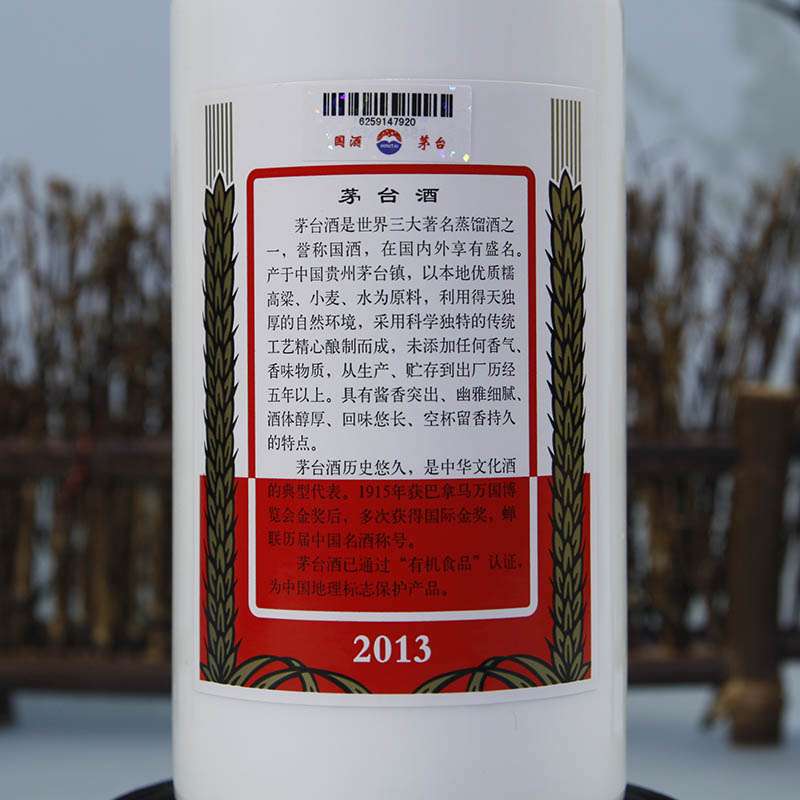 6259147920
国酒 茅台
茅台酒
茅台酒是世界三大著名蒸馏酒之
一，誉称国酒，在国内外享有盛名。
产于中国贵州茅台镇，以本地优质糯
高粱、小麦、水为原料，利用得天独
厚的自然环境，采用科学独特的传统
工艺精心酿制而成，未添加任何香气、
香味物质，从生产、贮存到出厂历经
五年以上。具有酱香突出、幽雅细腻、
酒体醇厚、回味悠长、空杯留香持久
的特点。
茅台酒历史悠久，是中华文化酒
的典型代表。1915年获巴拿马万国博
览会金奖后，多次获得国际金奖，蝉
联历届中国名酒称号。
茅台酒已通过“有机食品”认证，
为中国地理标志保护产品。
2013